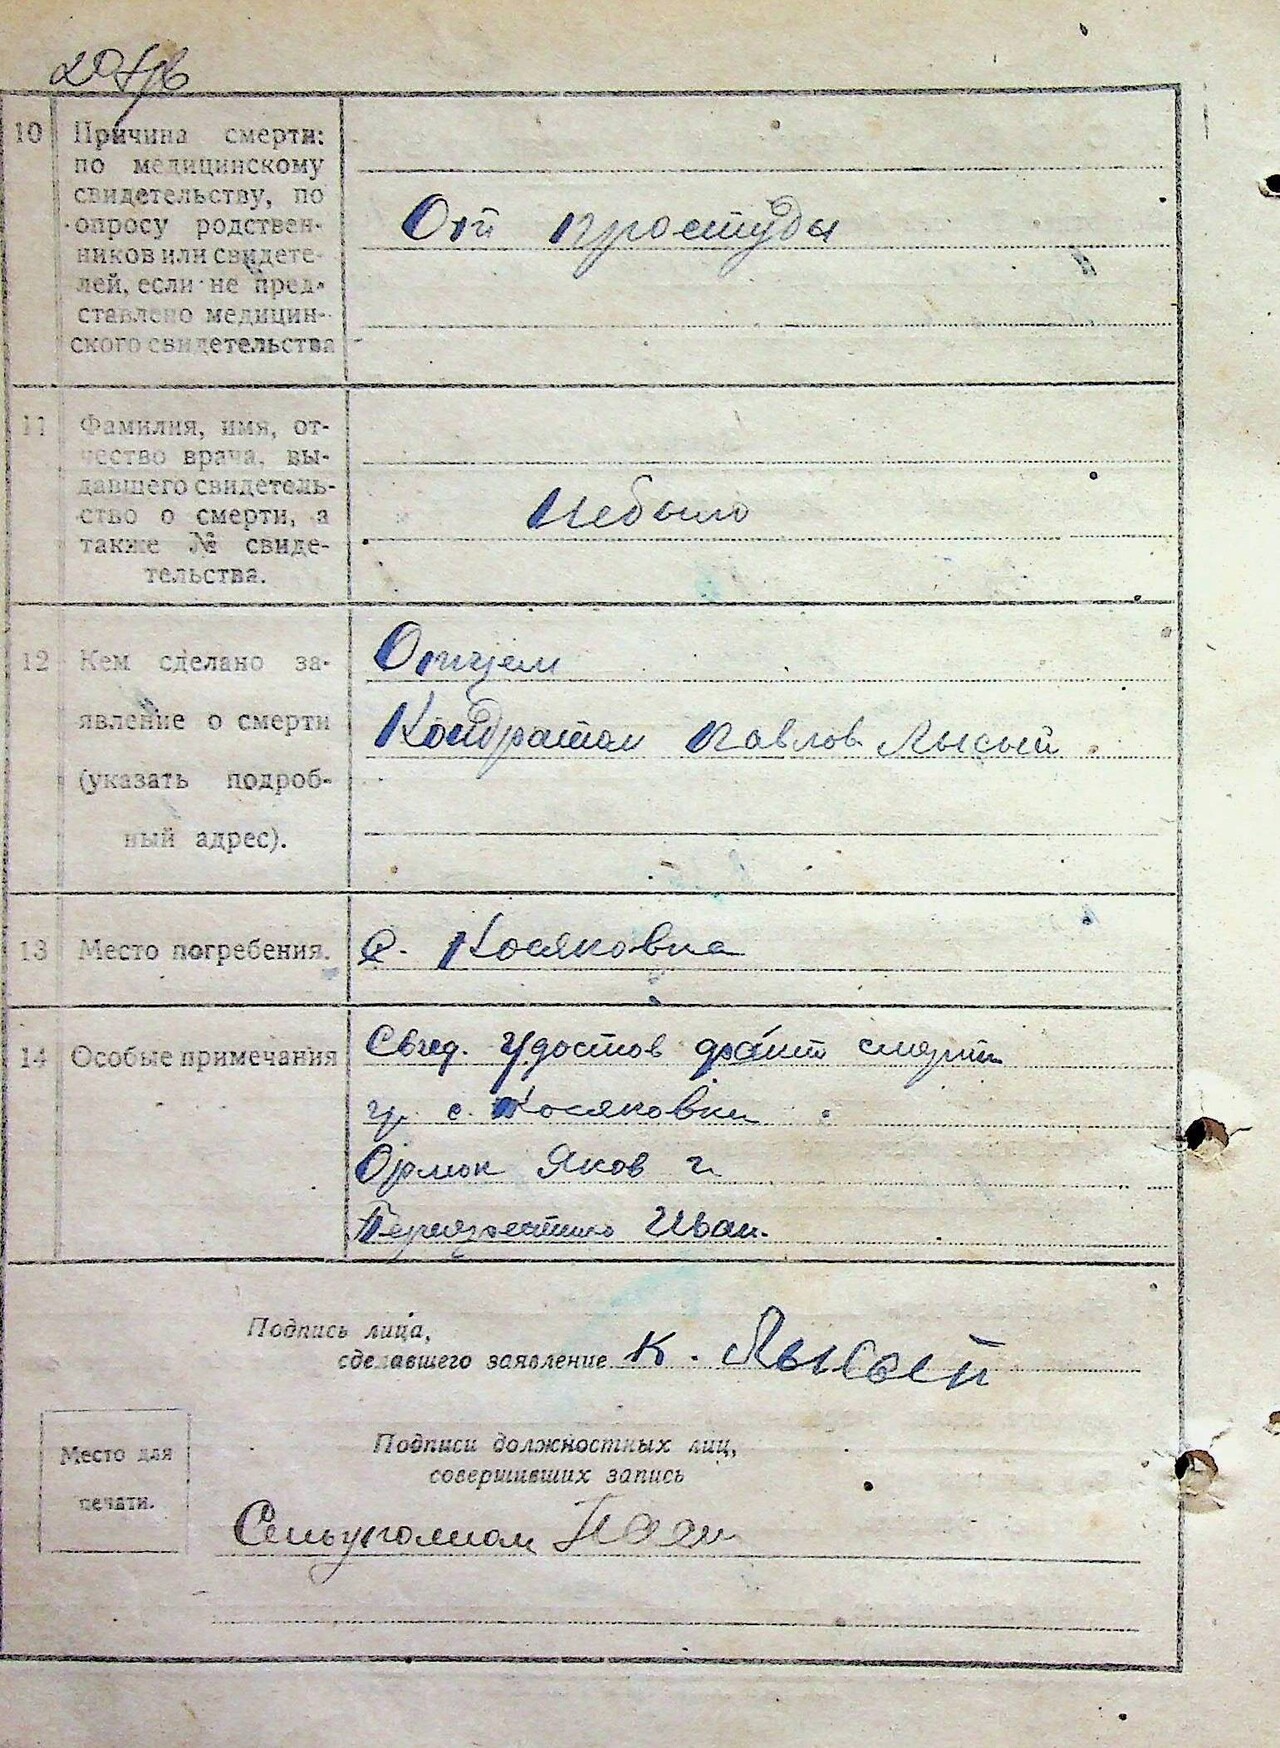 10 Причина смерти:
по медицинскому
свидетельству, по
опросу родствен-
ников или свидете-
лей, если не пред-
ставлено медицин-
ского свидетельства
От простуды
11 Фамилия, имя, от-
чество врача, вы-
давшего свидетель-
ство о смерти, а
также № свиде-
тельства.
Небыло
12 Кем сделано за-
явление о смерти
(указать подроб-
ный адрес).
Отцем
Кондратом Павлов Лысый
13 Место погребения.
с. Косяковка
14 Особые примечания
Свид. Удостов факт смерти
гр. с. Косяковки
Яков Г.
Иван.
Подпись лица,
сделавшего заявление К. Лысый
Место для
печати.
Подписи должностных лиц,
совершивших запись